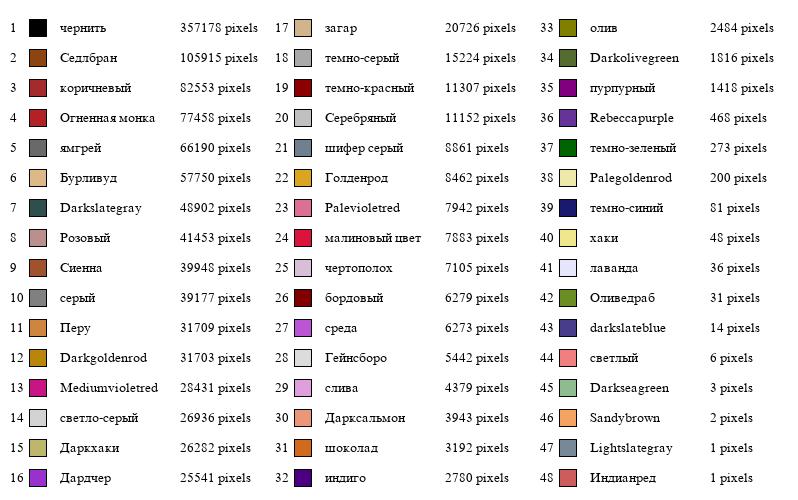 1 чернить 357178 pixels
2 Седлбран 105915 pixels
3 коричневый 82553 pixels
4 Огненная монка 77458 pixels
5 ямгрей 66190 pixels
6 Бурливуд 57750 pixels
7 Darkslategray 48902 pixels
8 Розовый 41453 pixels
9 Сиенна 39948 pixels
10 серый 39177 pixels
11 Перу 31709 pixels
12 Darkgoldenrod 31703 pixels
13 Mediumvioletred 28431 pixels
14 светло-серый 26936 pixels
15 Даркхаки 26282 pixels
16 Дардчер 25541 pixels
17 загар 20726 pixels
18 темно-серый 15224 pixels
19 темно-красный 11307 pixels
20 Серебряный 11152 pixels
21 шифер серый 8861 pixels
22 Голденрод 8462 pixels
23 Palevioletred 7942 pixels
24 малиновый цвет 7883 pixels
25 чертополох 7105 pixels
26 бордовый 6279 pixels
27 среда 6273 pixels
28 Гейнсборо 5442 pixels
29 слива 4379 pixels
30 Дарксальмон 3943 pixels
31 шоколад 3192 pixels
32 индиго 2780 pixels
33 олив 2484 pixels
34 Darkolivegreen 1816 pixels
35 пурпурный 1418 pixels
36 Rebeccapurple 468 pixels
37 темно-зеленый 273 pixels
38 Palegoldenrod 200 pixels
39 темно-синий 81 pixels
40 хаки 48 pixels
41 лаванда 36 pixels
42 Оливедраб 31 pixels
43 darkslateblue 14 pixels
44 светлый 6 pixels
45 Darkseagreen 3 pixels
46 Sandybrown 2 pixels
47 Lightslategray 1 pixels
48 Индианред 1 pixels